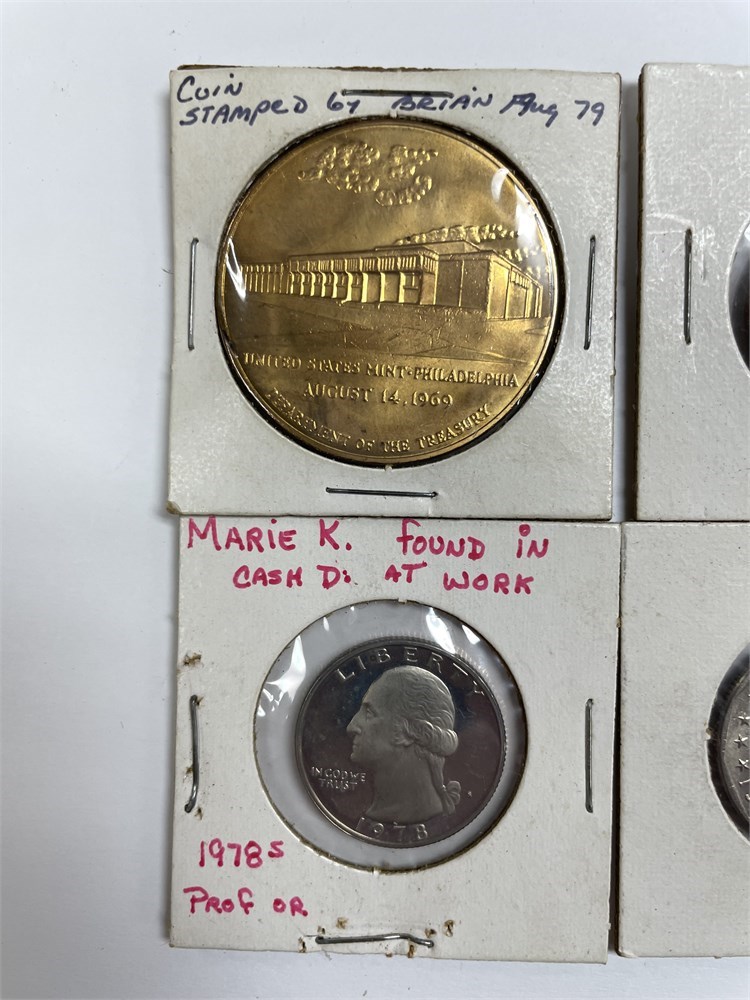 Coin
STAMPED by BRIAN Aug 79
UNITED STATES MINT·PHILADELPHIA
AUGUST 14, 1969
DEPARTMENT OF THE TREASURY
MARIE K. FOUND IN
CASH D: AT WORK
LIBERTY
IN GOD WE
TRUST
1978
1978 S
PROF OR